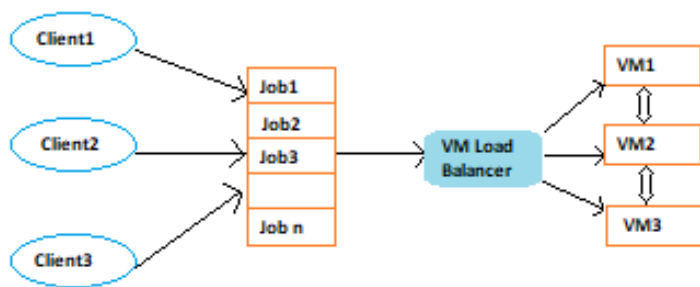 Client1
Client2
Client3
Job1
Job2
Job3
Job n
VM Load
Balancer
VM1
VM2
VM3